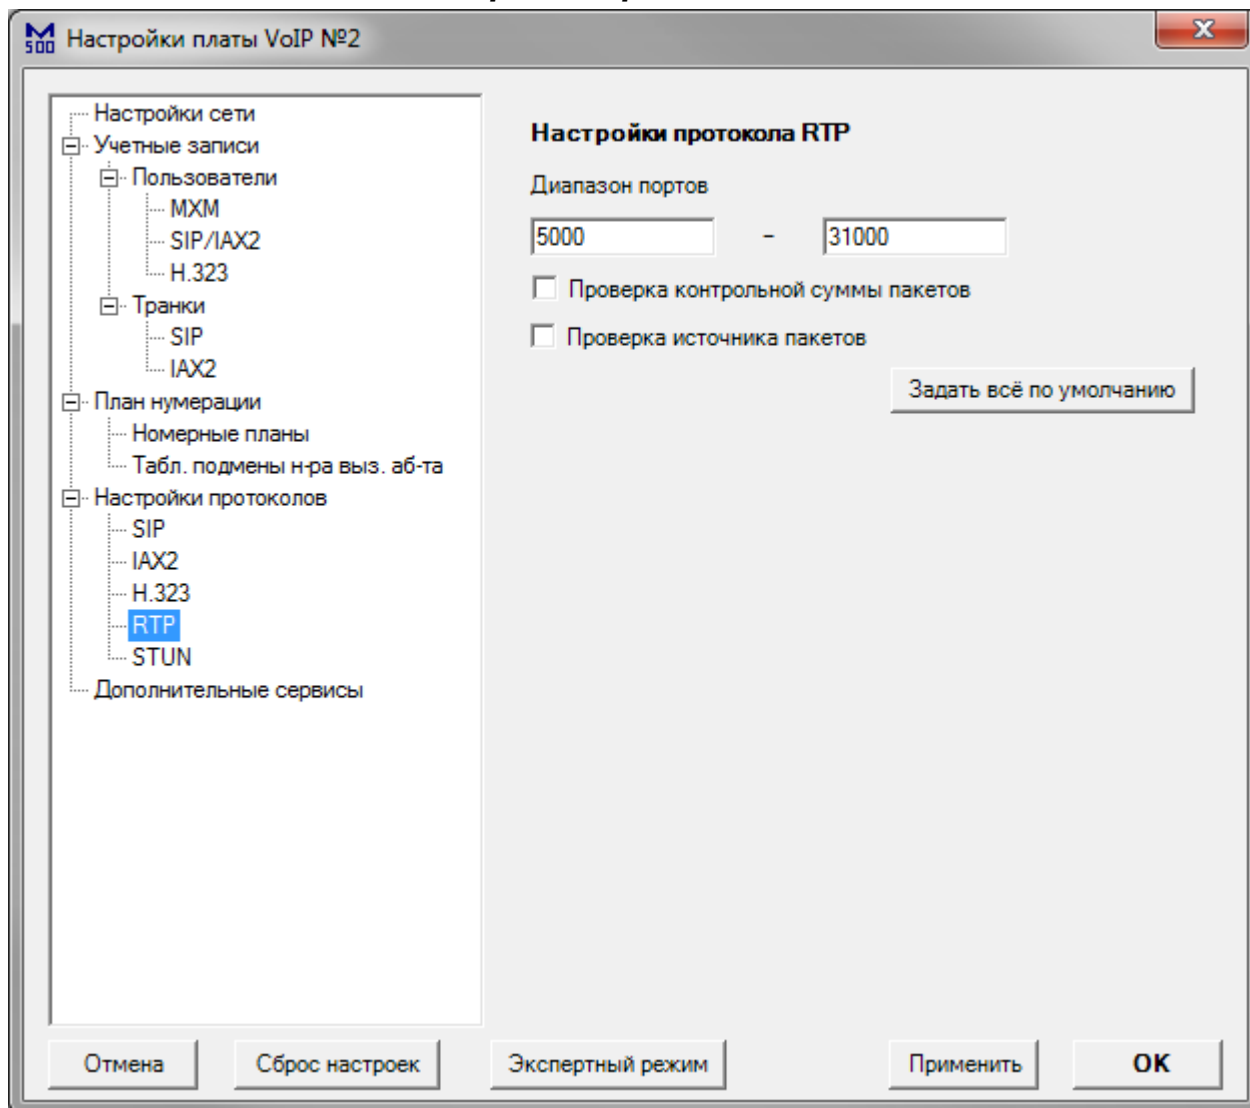 M
500 Настройки платы VoIP №2
Настройки сети
Учетные записи
Пользователи
MXM
SIP/IAX2
H.323
Транки
SIP
IAX2
План нумерации
Номерные планы
Табл. подмены н-ра выз. аб-та
Настройки протоколов
SIP
IAX2
H.323
RTP
STUN
Дополнительные сервисы
Настройки протокола RTP
Диапазон портов
5000 - 31000
Проверка контрольной суммы пакетов
Проверка источника пакетов
Задать всё по умолчанию
Отмена Сброс настроек Экспертный режим Применить OK